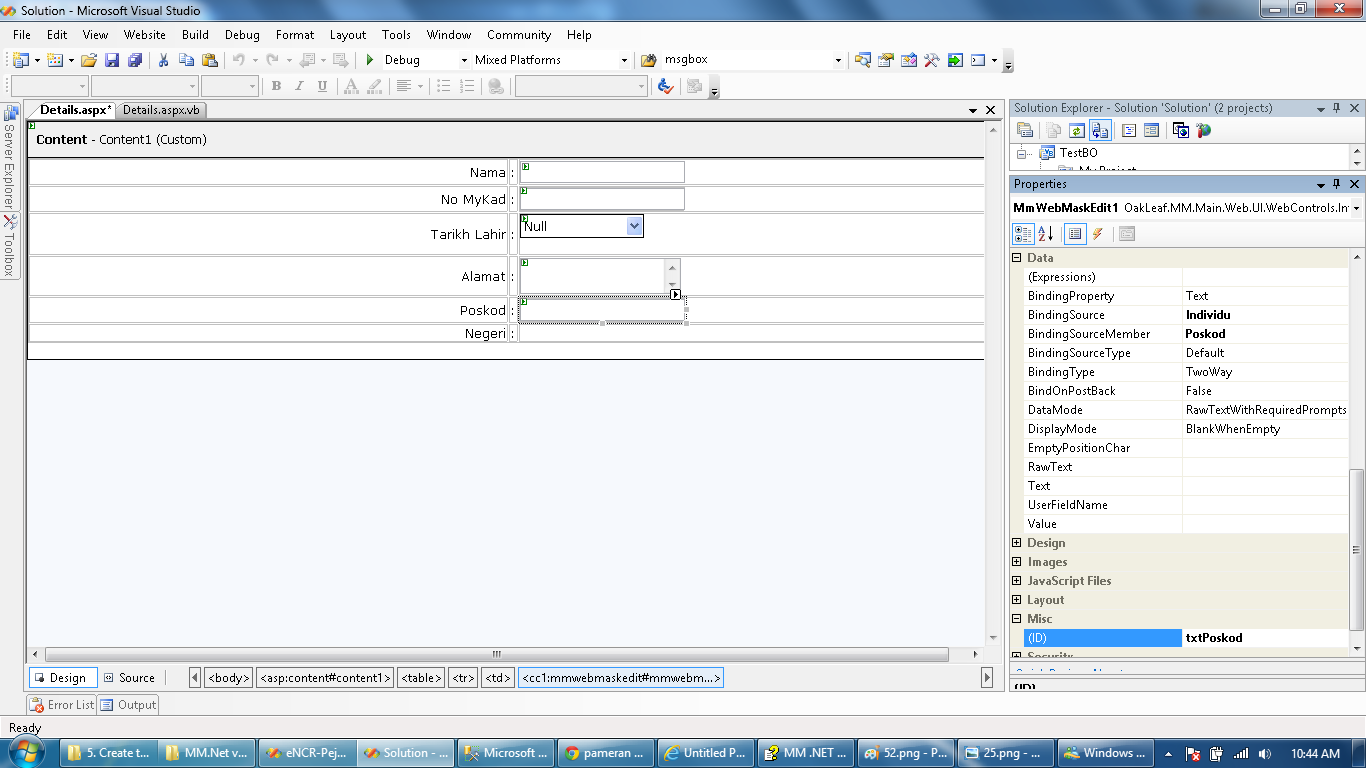 Solution - Microsoft Visual Studio
File Edit View Website Build Debug Format Layout Tools Window Community Help
Debug Mixed Platforms msgbox
B I U A
Details.aspx* Details.aspx.vb
Server Explorer
Toolbox
Content - Content1 (Custom)
Nama :
No MyKad :
Tarikh Lahir : Null
Alamat :
Poskod :
Negeri :
Design Source <body> <asp:content#content1> <table> <tr> <td> <cc1:mmwebmaskedit#mmwebm...>
Error List Output
Ready
Solution Explorer - Solution 'Solution' (2 projects)
TestBO
My Project
Properties
MmWebMaskEdit1 OakLeaf.MM.Main.Web.UI.WebControls.In
Data
(Expressions)
BindingProperty Text
BindingSource Individu
BindingSourceMember Poskod
BindingSourceType Default
BindingType TwoWay
BindOnPostBack False
DataMode RawTextWithRequiredPrompts
DisplayMode BlankWhenEmpty
EmptyPositionChar
RawText
Text
UserFieldName
Value
Design
Images
JavaScript Files
Layout
Misc
(ID) txtPoskod
Security
(ID)
5. Create t... MM.Net v... eNCR-Pej... Solution - ... Microsoft ... pameran ... Untitled P... MM .NET ... 52.png - P... 25.png - ... Windows ... 10:44 AM